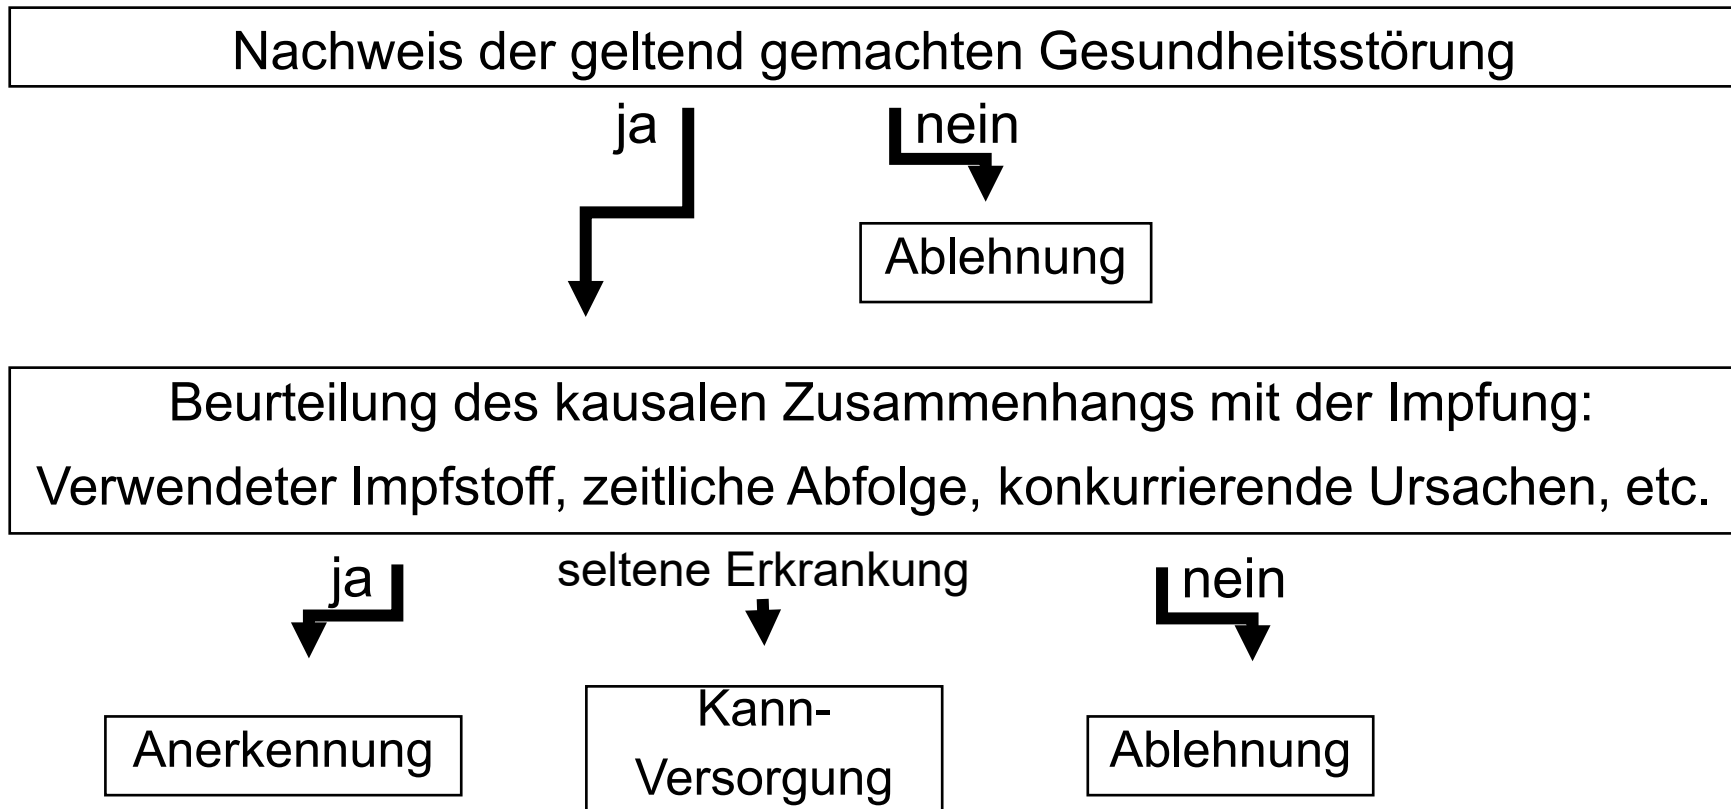 Nachweis der geltend gemachten Gesundheitsstörung
ja
nein
Ablehnung
Beurteilung des kausalen Zusammenhangs mit der Impfung:
Verwendeter Impfstoff, zeitliche Abfolge, konkurrierende Ursachen, etc.
ja
seltene Erkrankung
nein
Anerkennung
Kann-
Versorgung
Ablehnung